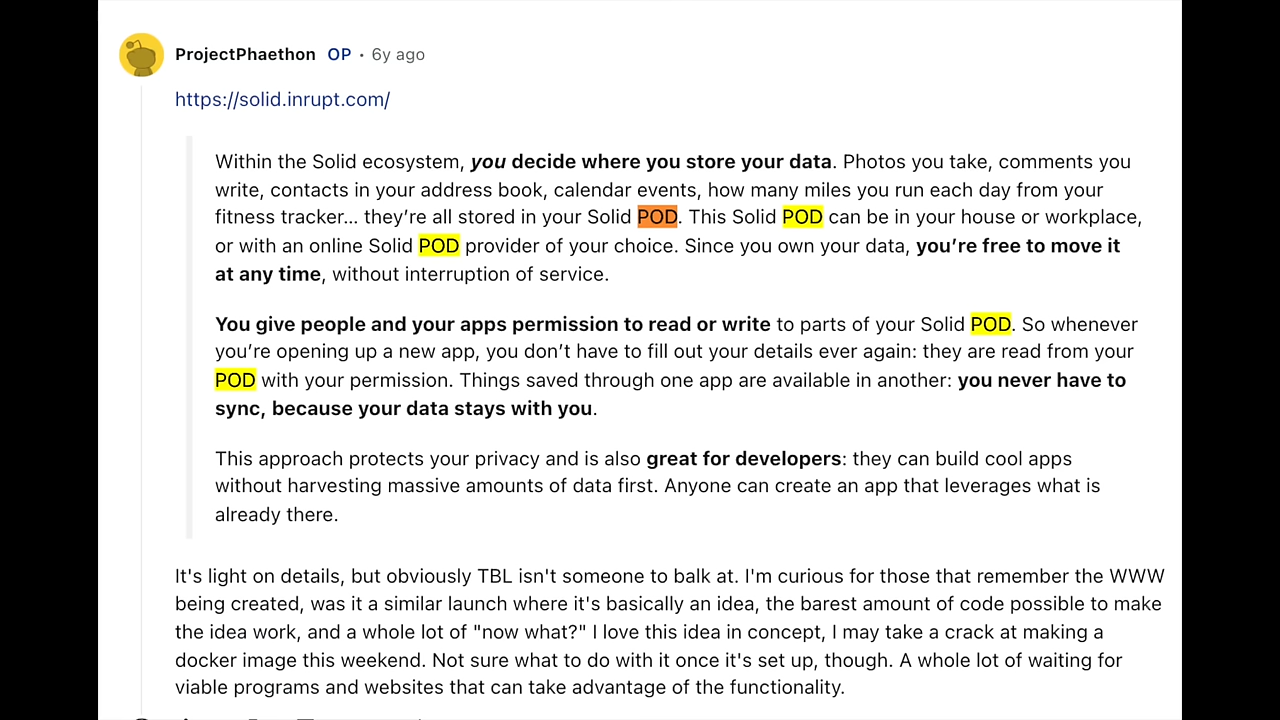 ProjectPhaethon OP • 6y ago
https://solid.inrupt.com/
Within the Solid ecosystem, you decide where you store your data. Photos you take, comments you
write, contacts in your address book, calendar events, how many miles you run each day from your
fitness tracker... they’re all stored in your Solid POD. This Solid POD can be in your house or workplace,
or with an online Solid POD provider of your choice. Since you own your data, you’re free to move it
at any time, without interruption of service.
You give people and your apps permission to read or write to parts of your Solid POD. So whenever
you’re opening up a new app, you don’t have to fill out your details ever again: they are read from your
POD with your permission. Things saved through one app are available in another: you never have to
sync, because your data stays with you.
This approach protects your privacy and is also great for developers: they can build cool apps
without harvesting massive amounts of data first. Anyone can create an app that leverages what is
already there.
It's light on details, but obviously TBL isn't someone to balk at. I'm curious for those that remember the WWW
being created, was it a similar launch where it's basically an idea, the barest amount of code possible to make
the idea work, and a whole lot of "now what?" I love this idea in concept, I may take a crack at making a
docker image this weekend. Not sure what to do with it once it's set up, though. A whole lot of waiting for
viable programs and websites that can take advantage of the functionality.